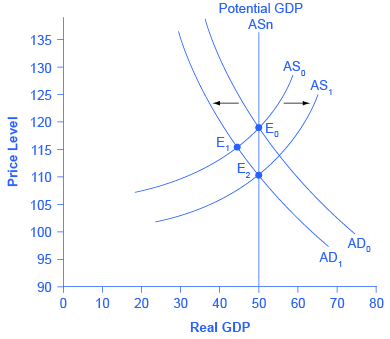 Potential GDP
ASn
135
130
125
120
115
110
105
100
95
90
0 10 20 30 40 50 60 70 80
Price Level
Real GDP
AS₀
AS₁
E₀
E₁
E₂
AD₀
AD₁